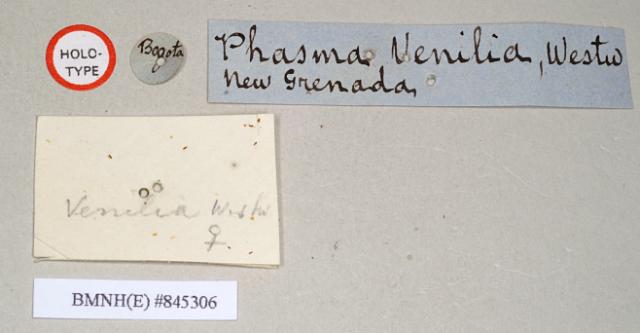 HOLO-
TYPE
Bogota
Phasma Venilia, Westw
New Grenada,
Venilia Westw
♀.
BMNH(E) #845306